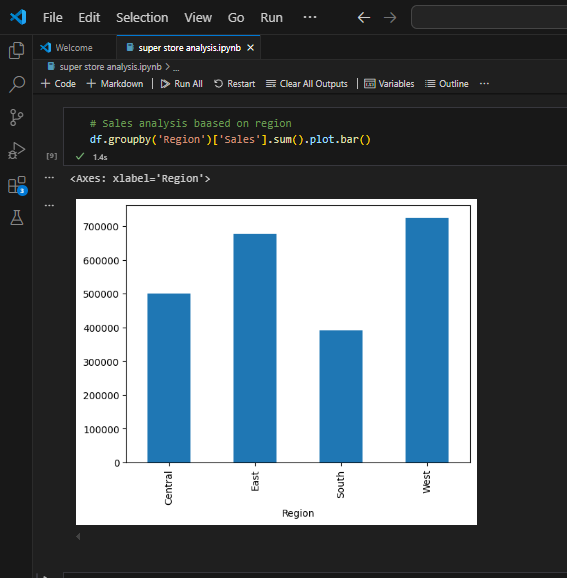 File Edit Selection View Go Run ···
Welcome super store analysis.ipynb ×
super store analysis.ipynb > ...
+ Code + Markdown | Run All Restart Clear All Outputs | Variables Outline ···
# Sales analysis baased on region
df.groupby('Region')['Sales'].sum().plot.bar()
[9] ✓ 1.4s
··· <Axes: xlabel='Region'>
···
700000
600000
500000
400000
300000
200000
100000
0
Central East South West
Region
3